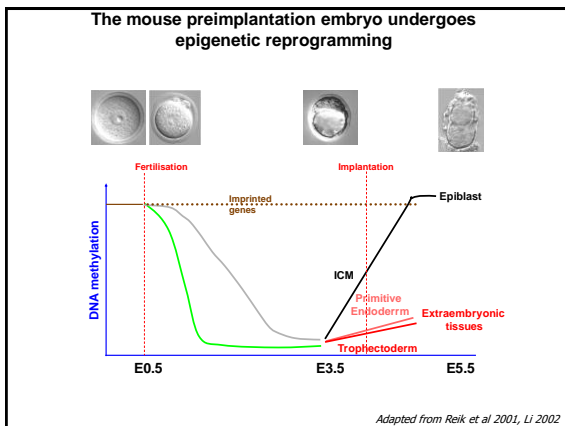 The mouse preimplantation embryo undergoes
epigenetic reprogramming
Fertilisation
Implantation
Imprinted
genes
Epiblast
DNA methylation
ICM
Primitive
Endoderrm
Extraembryonic
tissues
Trophectoderm
E0.5
E3.5
E5.5
Adapted from Reik et al 2001, Li 2002